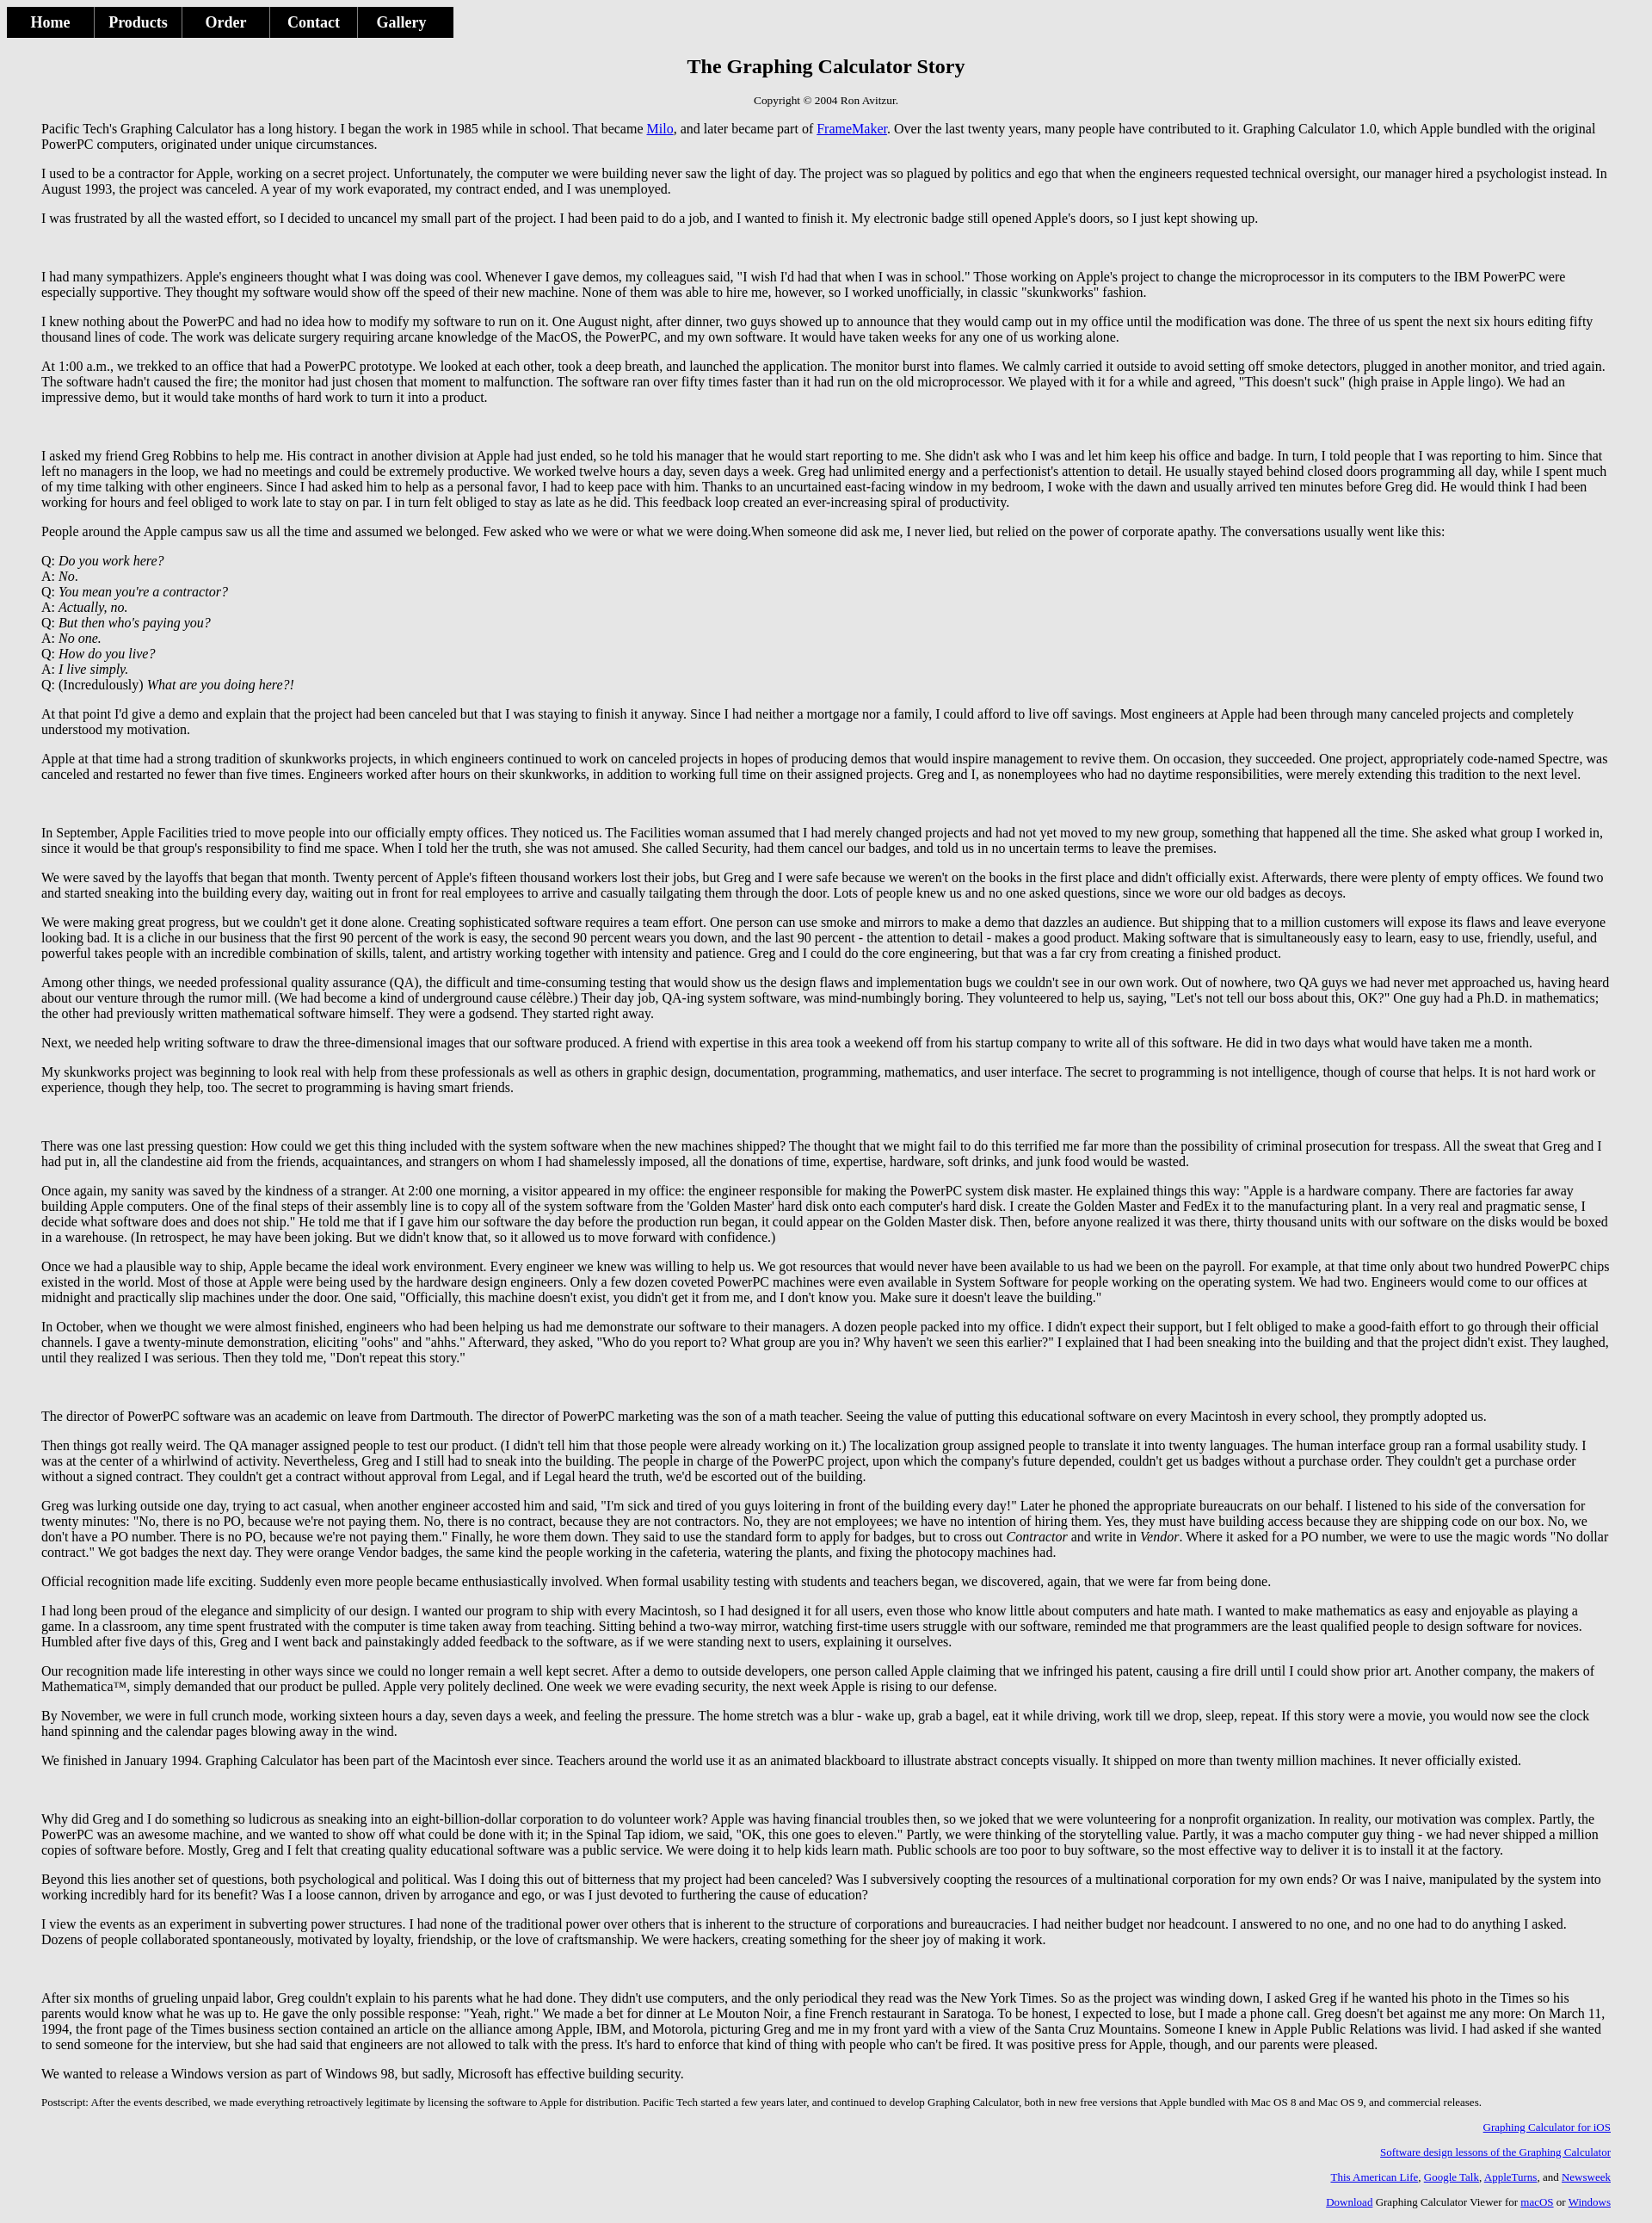 Home Products Order Contact Gallery
The Graphing Calculator Story
Copyright © 2004 Ron Avitzur.
Pacific Tech's Graphing Calculator has a long history. I began the work in 1985 while in school. That became Milo, and later became part of FrameMaker. Over the last twenty years, many people have contributed to it. Graphing Calculator 1.0, which Apple bundled with the original
PowerPC computers, originated under unique circumstances.
I used to be a contractor for Apple, working on a secret project. Unfortunately, the computer we were building never saw the light of day. The project was so plagued by politics and ego that when the engineers requested technical oversight, our manager hired a psychologist instead. In
August 1993, the project was canceled. A year of my work evaporated, my contract ended, and I was unemployed.
I was frustrated by all the wasted effort, so I decided to uncancel my small part of the project. I had been paid to do a job, and I wanted to finish it. My electronic badge still opened Apple's doors, so I just kept showing up.
I had many sympathizers. Apple's engineers thought what I was doing was cool. Whenever I gave demos, my colleagues said, "I wish I'd had that when I was in school." Those working on Apple's project to change the microprocessor in its computers to the IBM PowerPC were
especially supportive. They thought my software would show off the speed of their new machine. None of them was able to hire me, however, so I worked unofficially, in classic "skunkworks" fashion.
I knew nothing about the PowerPC and had no idea how to modify my software to run on it. One August night, after dinner, two guys showed up to announce that they would camp out in my office until the modification was done. The three of us spent the next six hours editing fifty
thousand lines of code. The work was delicate surgery requiring arcane knowledge of the MacOS, the PowerPC, and my own software. It would have taken weeks for any one of us working alone.
At 1:00 a.m., we trekked to an office that had a PowerPC prototype. We looked at each other, took a deep breath, and launched the application. The monitor burst into flames. We calmly carried it outside to avoid setting off smoke detectors, plugged in another monitor, and tried again.
The software hadn't caused the fire; the monitor had just chosen that moment to malfunction. The software ran over fifty times faster than it had run on the old microprocessor. We played with it for a while and agreed, "This doesn't suck" (high praise in Apple lingo). We had an
impressive demo, but it would take months of hard work to turn it into a product.
I asked my friend Greg Robbins to help me. His contract in another division at Apple had just ended, so he told his manager that he would start reporting to me. She didn't ask who I was and let him keep his office and badge. In turn, I told people that I was reporting to him. Since that
left no managers in the loop, we had no meetings and could be extremely productive. We worked twelve hours a day, seven days a week. Greg had unlimited energy and a perfectionist's attention to detail. He usually stayed behind closed doors programming all day, while I spent much
of my time talking with other engineers. Since I had asked him to help as a personal favor, I had to keep pace with him. Thanks to an uncurtained east-facing window in my bedroom, I woke with the dawn and usually arrived ten minutes before Greg did. He would think I had been
working for hours and feel obliged to work late to stay on par. I in turn felt obliged to stay as late as he did. This feedback loop created an ever-increasing spiral of productivity.
People around the Apple campus saw us all the time and assumed we belonged. Few asked who we were or what we were doing.When someone did ask me, I never lied, but relied on the power of corporate apathy. The conversations usually went like this:
Q: Do you work here?
A: No.
Q: You mean you're a contractor?
A: Actually, no.
Q: But then who's paying you?
A: No one.
Q: How do you live?
A: I live simply.
Q: (Incredulously) What are you doing here?!
At that point I'd give a demo and explain that the project had been canceled but that I was staying to finish it anyway. Since I had neither a mortgage nor a family, I could afford to live off savings. Most engineers at Apple had been through many canceled projects and completely
understood my motivation.
Apple at that time had a strong tradition of skunkworks projects, in which engineers continued to work on canceled projects in hopes of producing demos that would inspire management to revive them. On occasion, they succeeded. One project, appropriately code-named Spectre, was
canceled and restarted no fewer than five times. Engineers worked after hours on their skunkworks, in addition to working full time on their assigned projects. Greg and I, as nonemployees who had no daytime responsibilities, were merely extending this tradition to the next level.
In September, Apple Facilities tried to move people into our officially empty offices. They noticed us. The Facilities woman assumed that I had merely changed projects and had not yet moved to my new group, something that happened all the time. She asked what group I worked in,
since it would be that group's responsibility to find me space. When I told her the truth, she was not amused. She called Security, had them cancel our badges, and told us in no uncertain terms to leave the premises.
We were saved by the layoffs that began that month. Twenty percent of Apple's fifteen thousand workers lost their jobs, but Greg and I were safe because we weren't on the books in the first place and didn't officially exist. Afterwards, there were plenty of empty offices. We found two
and started sneaking into the building every day, waiting out in front for real employees to arrive and casually tailgating them through the door. Lots of people knew us and no one asked questions, since we wore our old badges as decoys.
We were making great progress, but we couldn't get it done alone. Creating sophisticated software requires a team effort. One person can use smoke and mirrors to make a demo that dazzles an audience. But shipping that to a million customers will expose its flaws and leave everyone
looking bad. It is a cliche in our business that the first 90 percent of the work is easy, the second 90 percent wears you down, and the last 90 percent - the attention to detail - makes a good product. Making software that is simultaneously easy to learn, easy to use, friendly, useful, and
powerful takes people with an incredible combination of skills, talent, and artistry working together with intensity and patience. Greg and I could do the core engineering, but that was a far cry from creating a finished product.
Among other things, we needed professional quality assurance (QA), the difficult and time-consuming testing that would show us the design flaws and implementation bugs we couldn't see in our own work. Out of nowhere, two QA guys we had never met approached us, having heard
about our venture through the rumor mill. (We had become a kind of underground cause célèbre.) Their day job, QA-ing system software, was mind-numbingly boring. They volunteered to help us, saying, "Let's not tell our boss about this, OK?" One guy had a Ph.D. in mathematics;
the other had previously written mathematical software himself. They were a godsend. They started right away.
Next, we needed help writing software to draw the three-dimensional images that our software produced. A friend with expertise in this area took a weekend off from his startup company to write all of this software. He did in two days what would have taken me a month.
My skunkworks project was beginning to look real with help from these professionals as well as others in graphic design, documentation, programming, mathematics, and user interface. The secret to programming is not intelligence, though of course that helps. It is not hard work or
experience, though they help, too. The secret to programming is having smart friends.
There was one last pressing question: How could we get this thing included with the system software when the new machines shipped? The thought that we might fail to do this terrified me far more than the possibility of criminal prosecution for trespass. All the sweat that Greg and I
had put in, all the clandestine aid from the friends, acquaintances, and strangers on whom I had shamelessly imposed, all the donations of time, expertise, hardware, soft drinks, and junk food would be wasted.
Once again, my sanity was saved by the kindness of a stranger. At 2:00 one morning, a visitor appeared in my office: the engineer responsible for making the PowerPC system disk master. He explained things this way: "Apple is a hardware company. There are factories far away
building Apple computers. One of the final steps of their assembly line is to copy all of the system software from the 'Golden Master' hard disk onto each computer's hard disk. I create the Golden Master and FedEx it to the manufacturing plant. In a very real and pragmatic sense, I
decide what software does and does not ship." He told me that if I gave him our software the day before the production run began, it could appear on the Golden Master disk. Then, before anyone realized it was there, thirty thousand units with our software on the disks would be boxed
in a warehouse. (In retrospect, he may have been joking. But we didn't know that, so it allowed us to move forward with confidence.)
Once we had a plausible way to ship, Apple became the ideal work environment. Every engineer we knew was willing to help us. We got resources that would never have been available to us had we been on the payroll. For example, at that time only about two hundred PowerPC chips
existed in the world. Most of those at Apple were being used by the hardware design engineers. Only a few dozen coveted PowerPC machines were even available in System Software for people working on the operating system. We had two. Engineers would come to our offices at
midnight and practically slip machines under the door. One said, "Officially, this machine doesn't exist, you didn't get it from me, and I don't know you. Make sure it doesn't leave the building."
In October, when we thought we were almost finished, engineers who had been helping us had me demonstrate our software to their managers. A dozen people packed into my office. I didn't expect their support, but I felt obliged to make a good-faith effort to go through their official
channels. I gave a twenty-minute demonstration, eliciting "oohs" and "ahhs." Afterward, they asked, "Who do you report to? What group are you in? Why haven't we seen this earlier?" I explained that I had been sneaking into the building and that the project didn't exist. They laughed,
until they realized I was serious. Then they told me, "Don't repeat this story."
The director of PowerPC software was an academic on leave from Dartmouth. The director of PowerPC marketing was the son of a math teacher. Seeing the value of putting this educational software on every Macintosh in every school, they promptly adopted us.
Then things got really weird. The QA manager assigned people to test our product. (I didn't tell him that those people were already working on it.) The localization group assigned people to translate it into twenty languages. The human interface group ran a formal usability study. I
was at the center of a whirlwind of activity. Nevertheless, Greg and I still had to sneak into the building. The people in charge of the PowerPC project, upon which the company's future depended, couldn't get us badges without a purchase order. They couldn't get a purchase order
without a signed contract. They couldn't get a contract without approval from Legal, and if Legal heard the truth, we'd be escorted out of the building.
Greg was lurking outside one day, trying to act casual, when another engineer accosted him and said, "I'm sick and tired of you guys loitering in front of the building every day!" Later he phoned the appropriate bureaucrats on our behalf. I listened to his side of the conversation for
twenty minutes: "No, there is no PO, because we're not paying them. No, there is no contract, because they are not contractors. No, they are not employees; we have no intention of hiring them. Yes, they must have building access because they are shipping code on our box. No, we
don't have a PO number. There is no PO, because we're not paying them." Finally, he wore them down. They said to use the standard form to apply for badges, but to cross out Contractor and write in Vendor. Where it asked for a PO number, we were to use the magic words "No dollar
contract." We got badges the next day. They were orange Vendor badges, the same kind the people working in the cafeteria, watering the plants, and fixing the photocopy machines had.
Official recognition made life exciting. Suddenly even more people became enthusiastically involved. When formal usability testing with students and teachers began, we discovered, again, that we were far from being done.
I had long been proud of the elegance and simplicity of our design. I wanted our program to ship with every Macintosh, so I had designed it for all users, even those who know little about computers and hate math. I wanted to make mathematics as easy and enjoyable as playing a
game. In a classroom, any time spent frustrated with the computer is time taken away from teaching. Sitting behind a two-way mirror, watching first-time users struggle with our software, reminded me that programmers are the least qualified people to design software for novices.
Humbled after five days of this, Greg and I went back and painstakingly added feedback to the software, as if we were standing next to users, explaining it ourselves.
Our recognition made life interesting in other ways since we could no longer remain a well kept secret. After a demo to outside developers, one person called Apple claiming that we infringed his patent, causing a fire drill until I could show prior art. Another company, the makers of
Mathematica™, simply demanded that our product be pulled. Apple very politely declined. One week we were evading security, the next week Apple is rising to our defense.
By November, we were in full crunch mode, working sixteen hours a day, seven days a week, and feeling the pressure. The home stretch was a blur - wake up, grab a bagel, eat it while driving, work till we drop, sleep, repeat. If this story were a movie, you would now see the clock
hand spinning and the calendar pages blowing away in the wind.
We finished in January 1994. Graphing Calculator has been part of the Macintosh ever since. Teachers around the world use it as an animated blackboard to illustrate abstract concepts visually. It shipped on more than twenty million machines. It never officially existed.
Why did Greg and I do something so ludicrous as sneaking into an eight-billion-dollar corporation to do volunteer work? Apple was having financial troubles then, so we joked that we were volunteering for a nonprofit organization. In reality, our motivation was complex. Partly, the
PowerPC was an awesome machine, and we wanted to show off what could be done with it; in the Spinal Tap idiom, we said, "OK, this one goes to eleven." Partly, we were thinking of the storytelling value. Partly, it was a macho computer guy thing - we had never shipped a million
copies of software before. Mostly, Greg and I felt that creating quality educational software was a public service. We were doing it to help kids learn math. Public schools are too poor to buy software, so the most effective way to deliver it is to install it at the factory.
Beyond this lies another set of questions, both psychological and political. Was I doing this out of bitterness that my project had been canceled? Was I subversively coopting the resources of a multinational corporation for my own ends? Or was I naive, manipulated by the system into
working incredibly hard for its benefit? Was I a loose cannon, driven by arrogance and ego, or was I just devoted to furthering the cause of education?
I view the events as an experiment in subverting power structures. I had none of the traditional power over others that is inherent to the structure of corporations and bureaucracies. I had neither budget nor headcount. I answered to no one, and no one had to do anything I asked.
Dozens of people collaborated spontaneously, motivated by loyalty, friendship, or the love of craftsmanship. We were hackers, creating something for the sheer joy of making it work.
After six months of grueling unpaid labor, Greg couldn't explain to his parents what he had done. They didn't use computers, and the only periodical they read was the New York Times. So as the project was winding down, I asked Greg if he wanted his photo in the Times so his
parents would know what he was up to. He gave the only possible response: "Yeah, right." We made a bet for dinner at Le Mouton Noir, a fine French restaurant in Saratoga. To be honest, I expected to lose, but I made a phone call. Greg doesn't bet against me any more: On March 11,
1994, the front page of the Times business section contained an article on the alliance among Apple, IBM, and Motorola, picturing Greg and me in my front yard with a view of the Santa Cruz Mountains. Someone I knew in Apple Public Relations was livid. I had asked if she wanted
to send someone for the interview, but she had said that engineers are not allowed to talk with the press. It's hard to enforce that kind of thing with people who can't be fired. It was positive press for Apple, though, and our parents were pleased.
We wanted to release a Windows version as part of Windows 98, but sadly, Microsoft has effective building security.
Postscript: After the events described, we made everything retroactively legitimate by licensing the software to Apple for distribution. Pacific Tech started a few years later, and continued to develop Graphing Calculator, both in new free versions that Apple bundled with Mac OS 8 and Mac OS 9, and commercial releases.
Graphing Calculator for iOS
Software design lessons of the Graphing Calculator
This American Life, Google Talk, AppleTurns, and Newsweek
Download Graphing Calculator Viewer for macOS or Windows